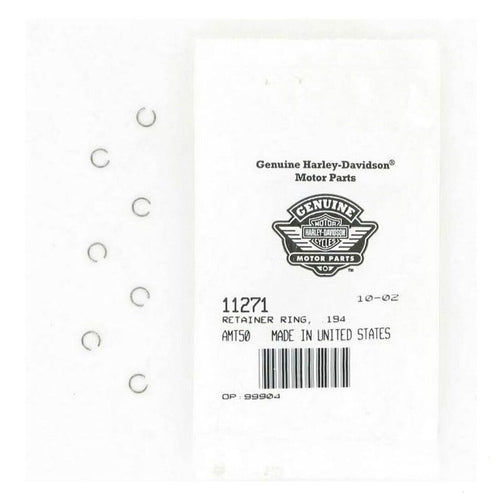 Genuine Harley-Davidson®
Motor Parts
GENUINE
MOTOR
HARLEY-DAVIDSON
CYCLES
MOTOR PARTS
™
11271 10-02
RETAINER RING, .194
AMT50 MADE IN UNITED STATES
OP:99904